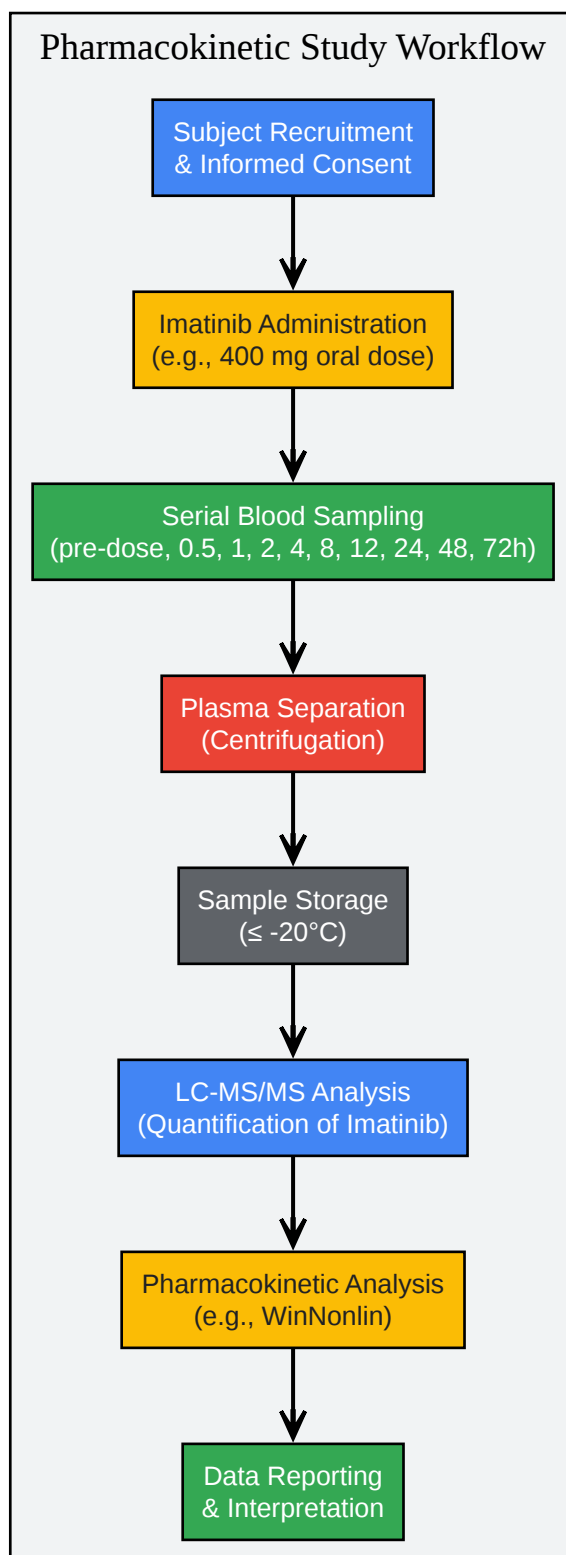 Pharmacokinetic Study Workflow
Subject Recruitment
& Informed Consent
Imatinib Administration
(e.g., 400 mg oral dose)
Serial Blood Sampling
(pre-dose, 0.5, 1, 2, 4, 8, 12, 24, 48, 72h)
Plasma Separation
(Centrifugation)
Sample Storage
(≤ -20°C)
LC-MS/MS Analysis
(Quantification of Imatinib)
Pharmacokinetic Analysis
(e.g., WinNonlin)
Data Reporting
& Interpretation